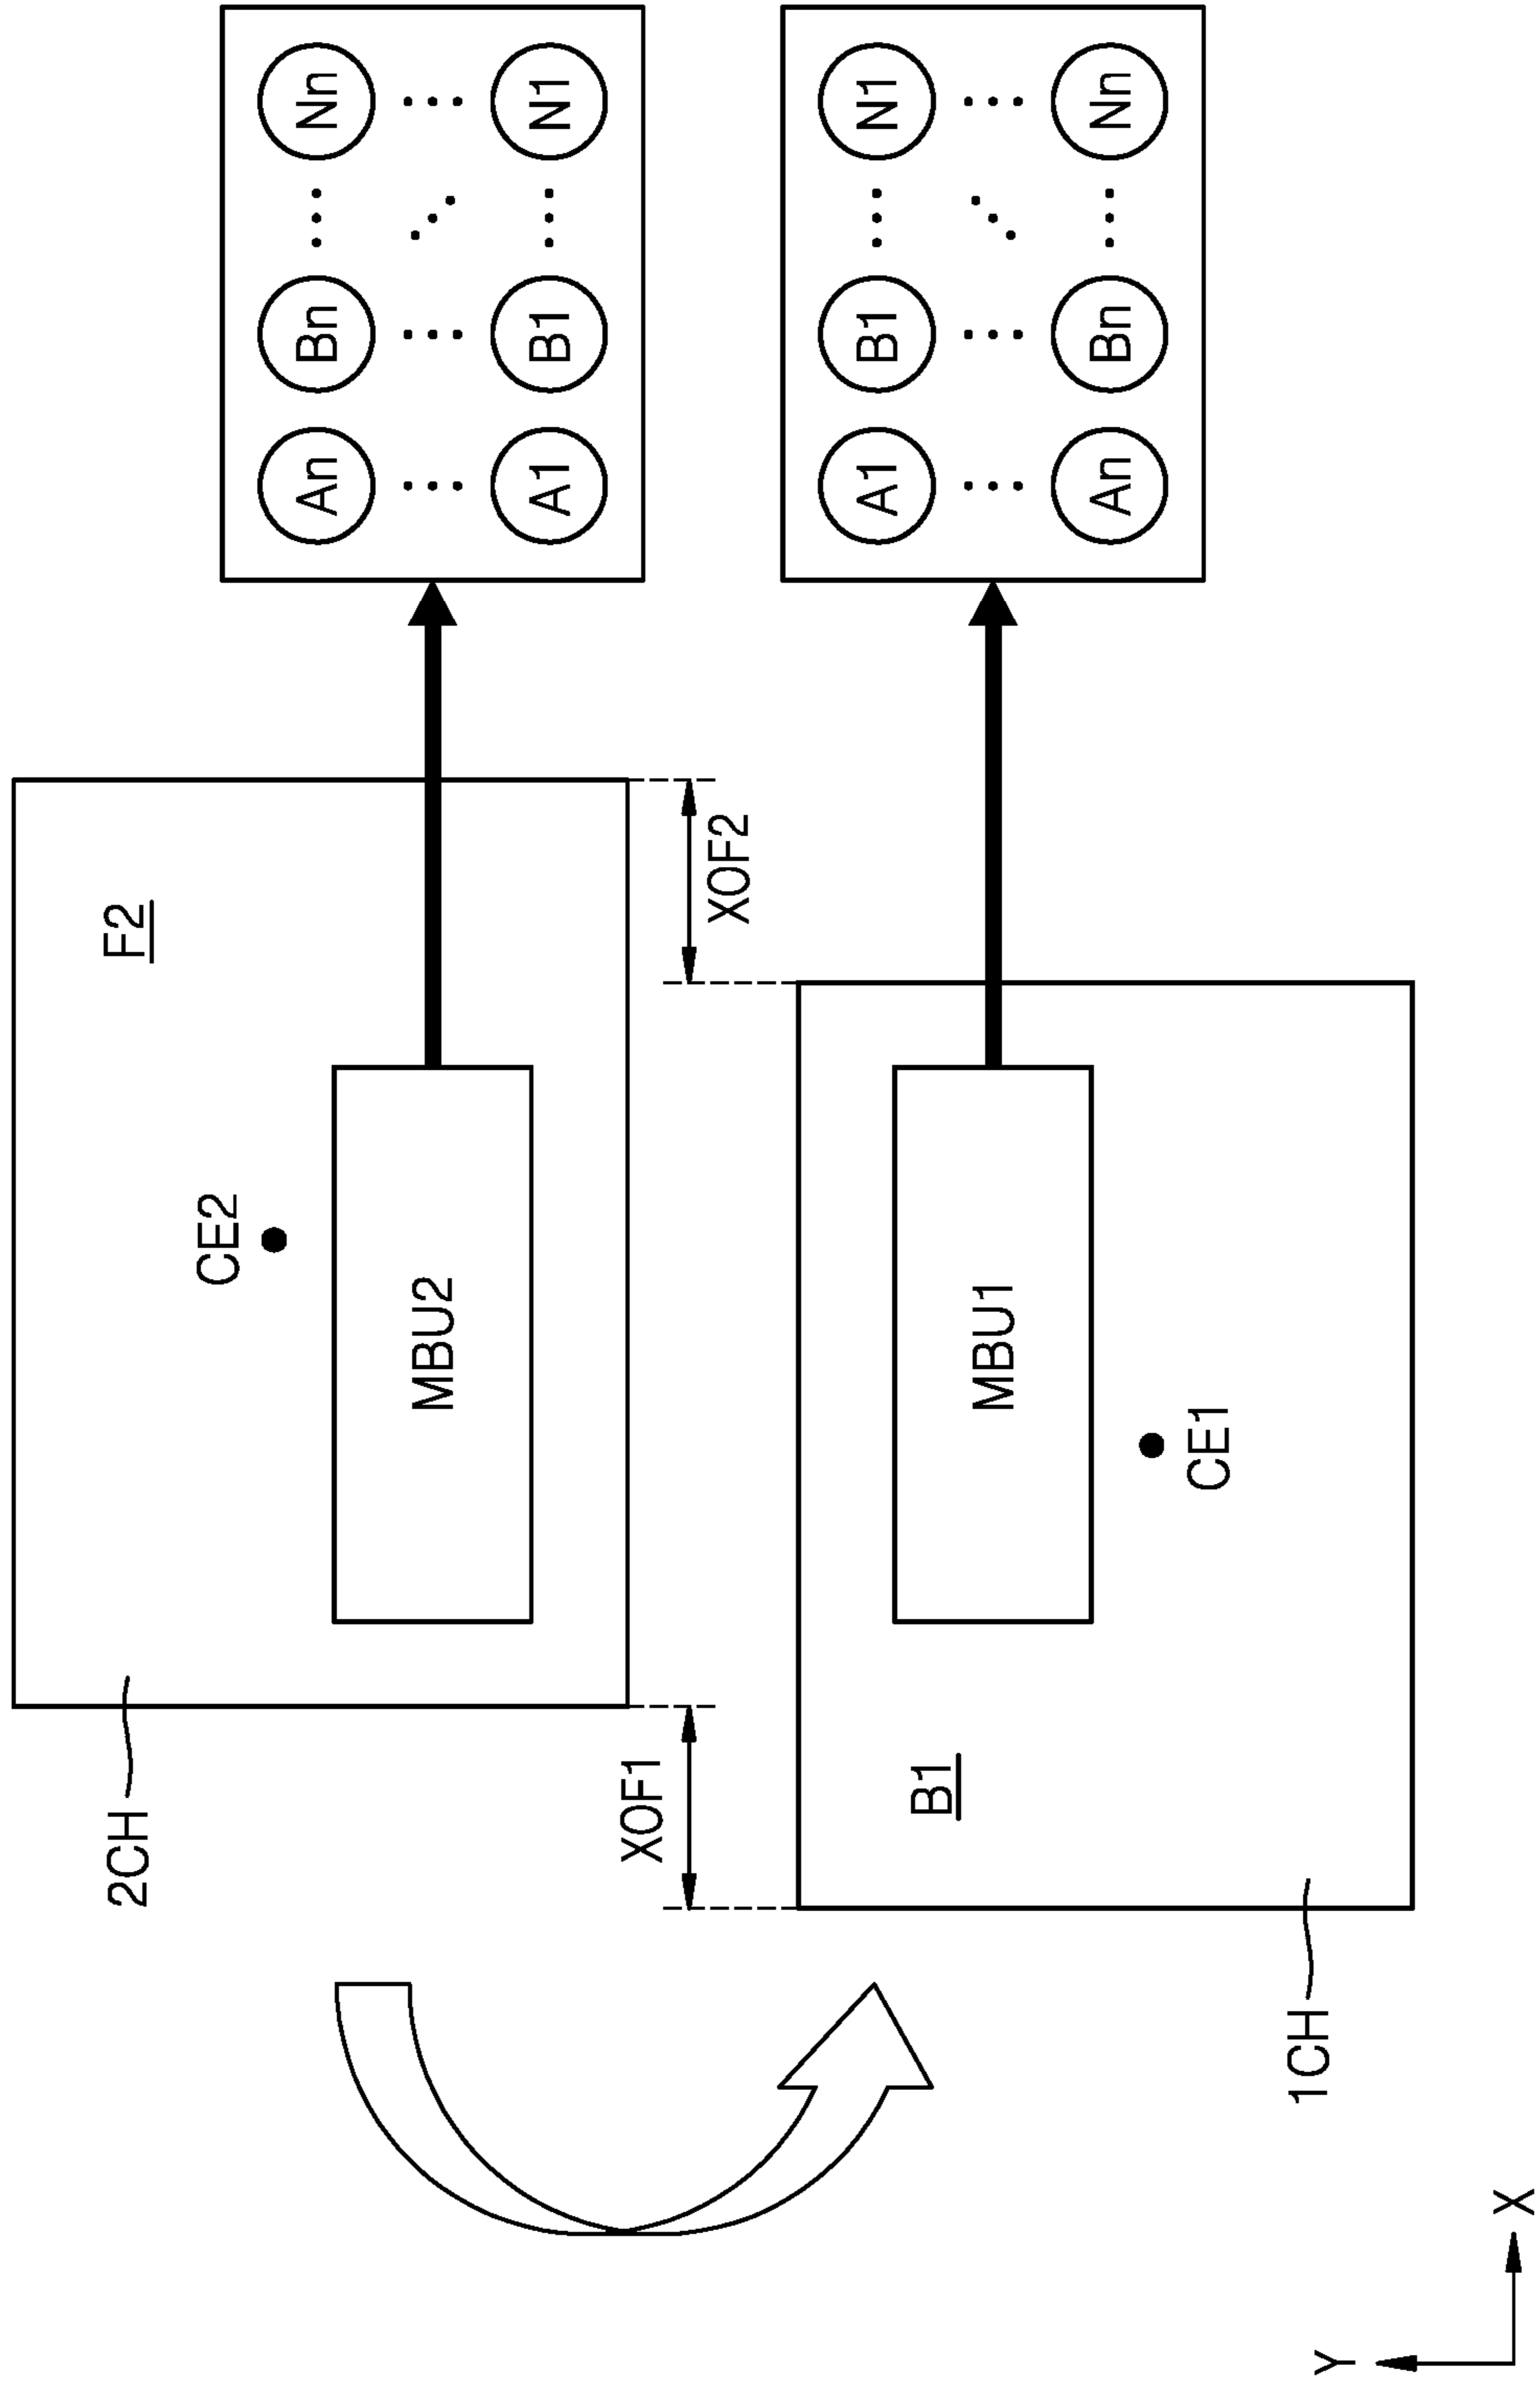 2CH
F2
CE2
An Bn ... Nn
MBU2
A1 B1 ... N1
XOF1
XOF2
A1 B1 ... N1
B1
MBU1
An Bn ... Nn
CE1
1CH
Y
X